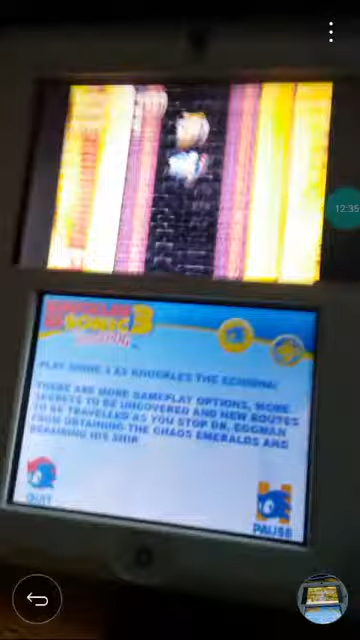 12:35
SONIC 3
PLAY SONIC 3 AS KNUCKLES THE ECHIDNA!
THERE ARE MORE GAMEPLAY OPTIONS, MORE
SECRETS TO BE UNCOVERED AND NEW ROUTES
TO BE TRAVELLED AS YOU STOP DR. EGGMAN
FROM OBTAINING THE CHAOS EMERALDS AND
REPAIRING HIS SHIP.
QUIT
PAUSE